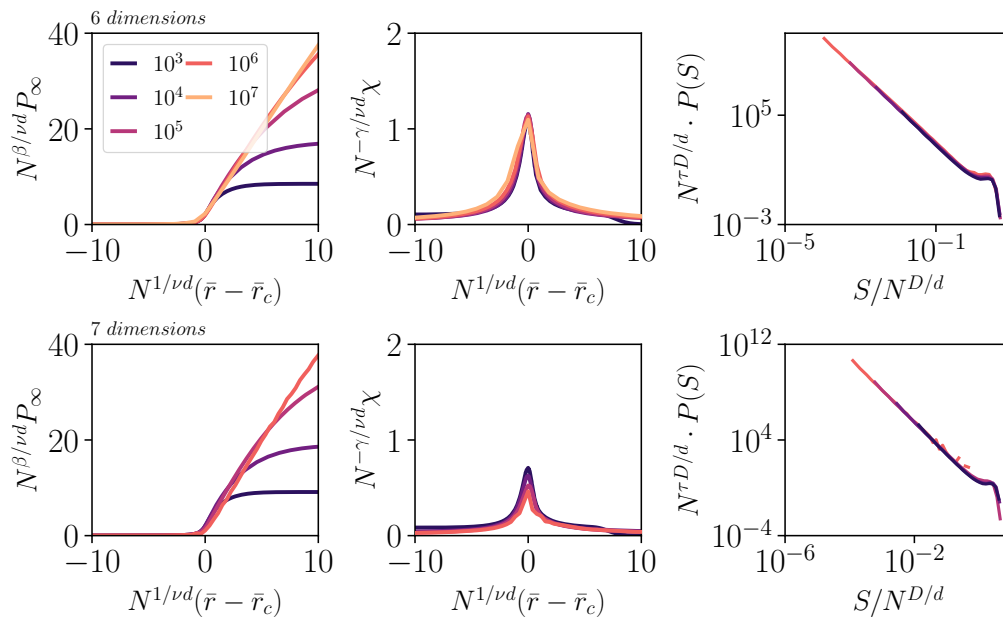 6 dimensions
40
20
0
N^{β/νd}P_∞
10^3
10^4
10^5
10^6
10^7
−10
0
10
N^{1/νd}(r̄ − r̄_c)
2
1
0
N^{−γ/νd}χ
−10
0
10
N^{1/νd}(r̄ − r̄_c)
10^5
10^{−3}
N^{τD/d} · P(S)
10^{−5}
10^{−1}
S/N^{D/d}
7 dimensions
40
20
0
N^{β/νd}P_∞
−10
0
10
N^{1/νd}(r̄ − r̄_c)
2
1
0
N^{−γ/νd}χ
−10
0
10
N^{1/νd}(r̄ − r̄_c)
10^{12}
10^4
10^{−4}
N^{τD/d} · P(S)
10^{−6}
10^{−2}
S/N^{D/d}